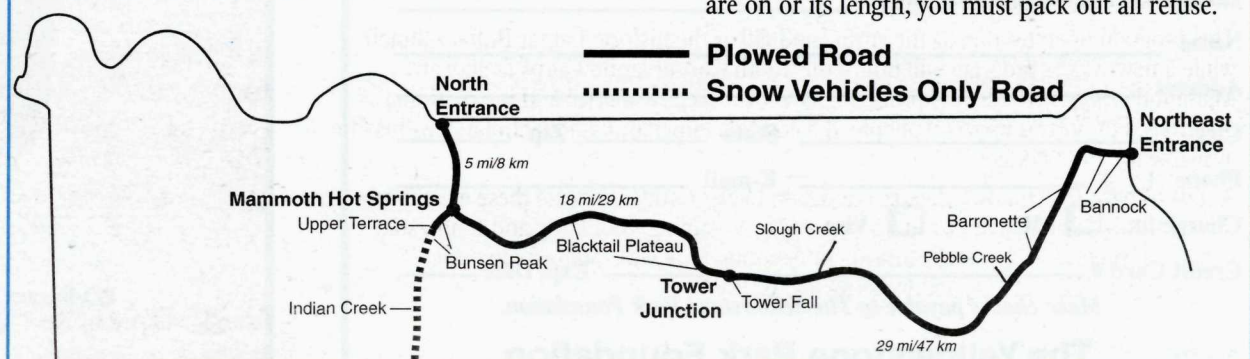 are on or its length, you must pack out all refuse.
Plowed Road
Snow Vehicles Only Road
North
Entrance
Northeast
Entrance
5 mi/8 km
Mammoth Hot Springs
18 mi/29 km
Upper Terrace
Barronette
Bannock
Slough Creek
Blacktail Plateau
Bunsen Peak
Pebble Creek
Tower
Junction
Tower Fall
Indian Creek
29 mi/47 km